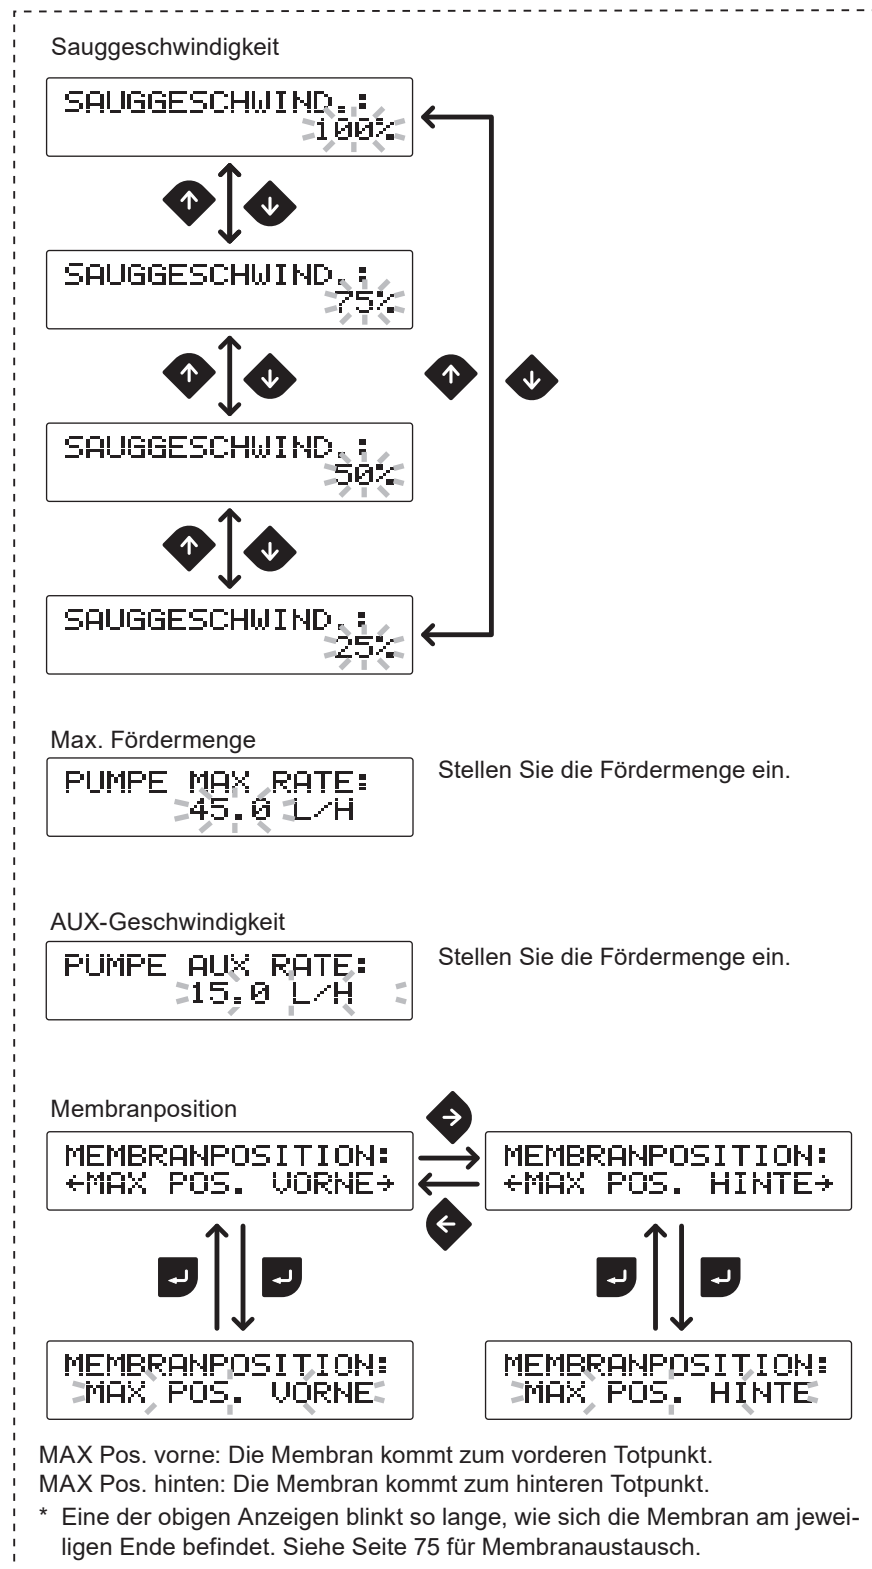 Sauggeschwindigkeit
SAUGGESCHWIND.:
100%
SAUGGESCHWIND.:
75%
SAUGGESCHWIND.:
50%
SAUGGESCHWIND.:
25%
Max. Fördermenge
PUMPE MAX RATE:
45.0 L/H
Stellen Sie die Fördermenge ein.
AUX-Geschwindigkeit
PUMPE AUX RATE:
15.0 L/H
Stellen Sie die Fördermenge ein.
Membranposition
MEMBRANPOSITION:
←MAX POS. VORNE→
MEMBRANPOSITION:
←MAX POS. HINTE→
MEMBRANPOSITION:
MAX POS. VORNE
MEMBRANPOSITION:
MAX POS. HINTE
MAX Pos. vorne: Die Membran kommt zum vorderen Totpunkt.
MAX Pos. hinten: Die Membran kommt zum hinteren Totpunkt.
* Eine der obigen Anzeigen blinkt so lange, wie sich die Membran am jewei-
ligen Ende befindet. Siehe Seite 75 für Membranaustausch.